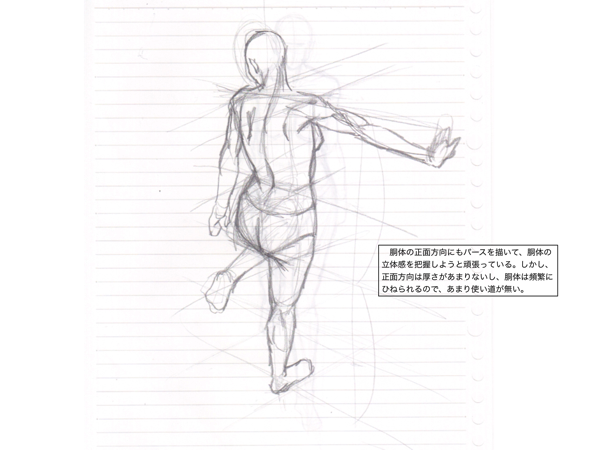 胴体の正面方向にもパースを描いて、胴体の
立体感を把握しようと頑張っている。しかし、
正面方向は厚さがあまりないし、胴体は頻繁に
ひねられるので、あまり使い道が無い。